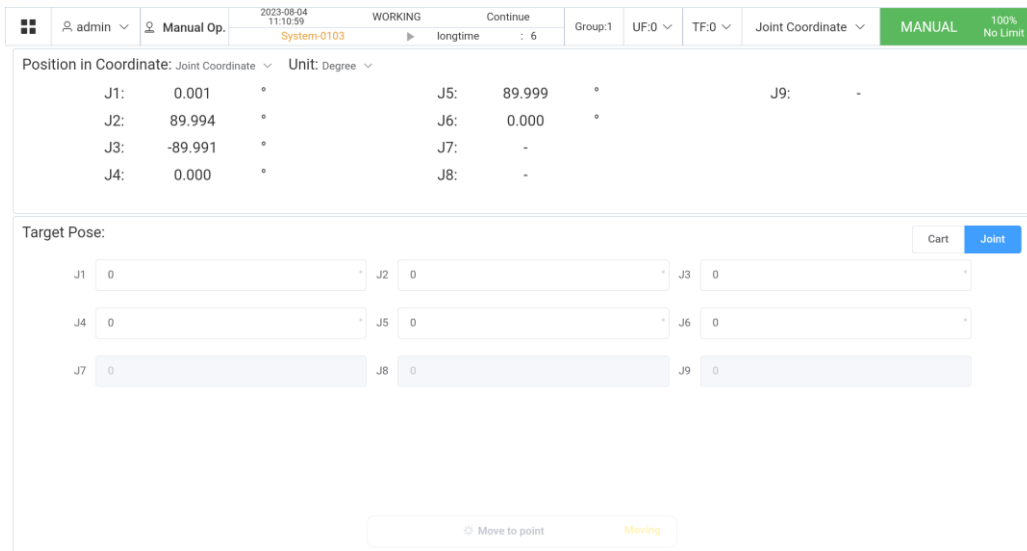 admin Manual Op. 2023-08-04 11:10:59 WORKING Continue Group:1 UF:0 TF:0 Joint Coordinate MANUAL 100% No Limit
System-0103 longtime : 6
Position in Coordinate: Joint Coordinate Unit: Degree
J1: 0.001 ° J5: 89.999 ° J9: -
J2: 89.994 ° J6: 0.000 °
J3: -89.991 ° J7: -
J4: 0.000 ° J8: -
Target Pose:
Cart Joint
J1 0 ° J2 0 ° J3 0 °
J4 0 ° J5 0 ° J6 0 °
J7 0 J8 0 J9 0
Move to point Moving